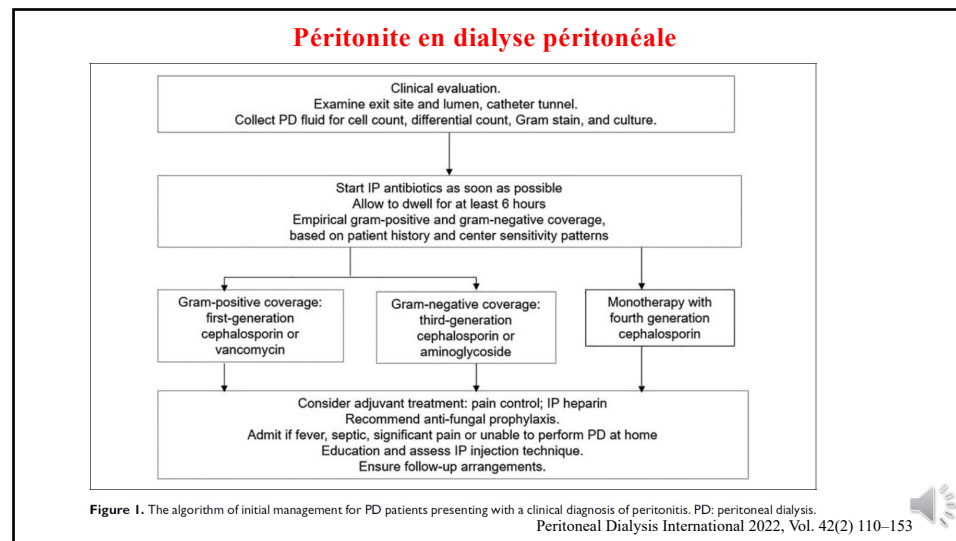 Péritonite en dialyse péritonéale
Clinical evaluation.
Examine exit site and lumen, catheter tunnel.
Collect PD fluid for cell count, differential count, Gram stain, and culture.
Start IP antibiotics as soon as possible
Allow to dwell for at least 6 hours
Empirical gram-positive and gram-negative coverage,
based on patient history and center sensitivity patterns
Gram-positive coverage:
first-generation
cephalosporin or
vancomycin
Gram-negative coverage:
third-generation
cephalosporin or
aminoglycoside
Monotherapy with
fourth generation
cephalosporin
Consider adjuvant treatment: pain control; IP heparin
Recommend anti-fungal prophylaxis.
Admit if fever, septic, significant pain or unable to perform PD at home
Education and assess IP injection technique.
Ensure follow-up arrangements.
Figure 1. The algorithm of initial management for PD patients presenting with a clinical diagnosis of peritonitis. PD: peritoneal dialysis.
Peritoneal Dialysis International 2022, Vol. 42(2) 110–153